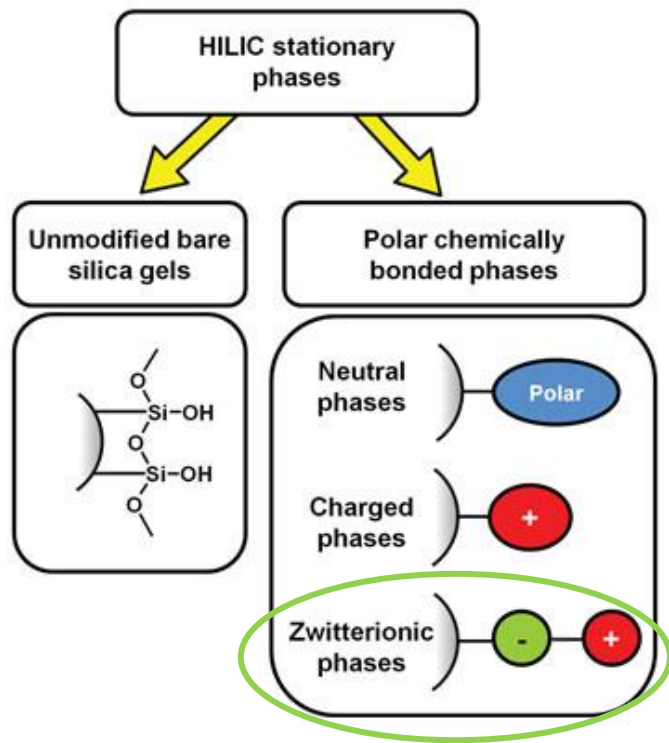 HILIC stationary
phases
Unmodified bare
silica gels
Polar chemically
bonded phases
O
Si-OH
O
Si-OH
O
Neutral
phases
Polar
Charged
phases
+
Zwitterionic
phases
- +